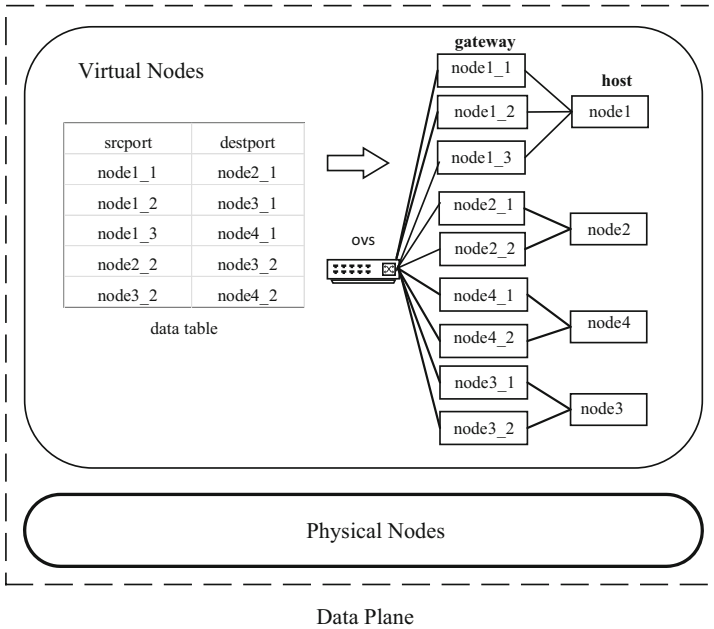 Virtual Nodes
srcport destport
node1_1 node2_1
node1_2 node3_1
node1_3 node4_1
node2_2 node3_2
node3_2 node4_2
data table
ovs
gateway
node1_1
node1_2
node1_3
node2_1
node2_2
node4_1
node4_2
node3_1
node3_2
host
node1
node2
node4
node3
Physical Nodes
Data Plane